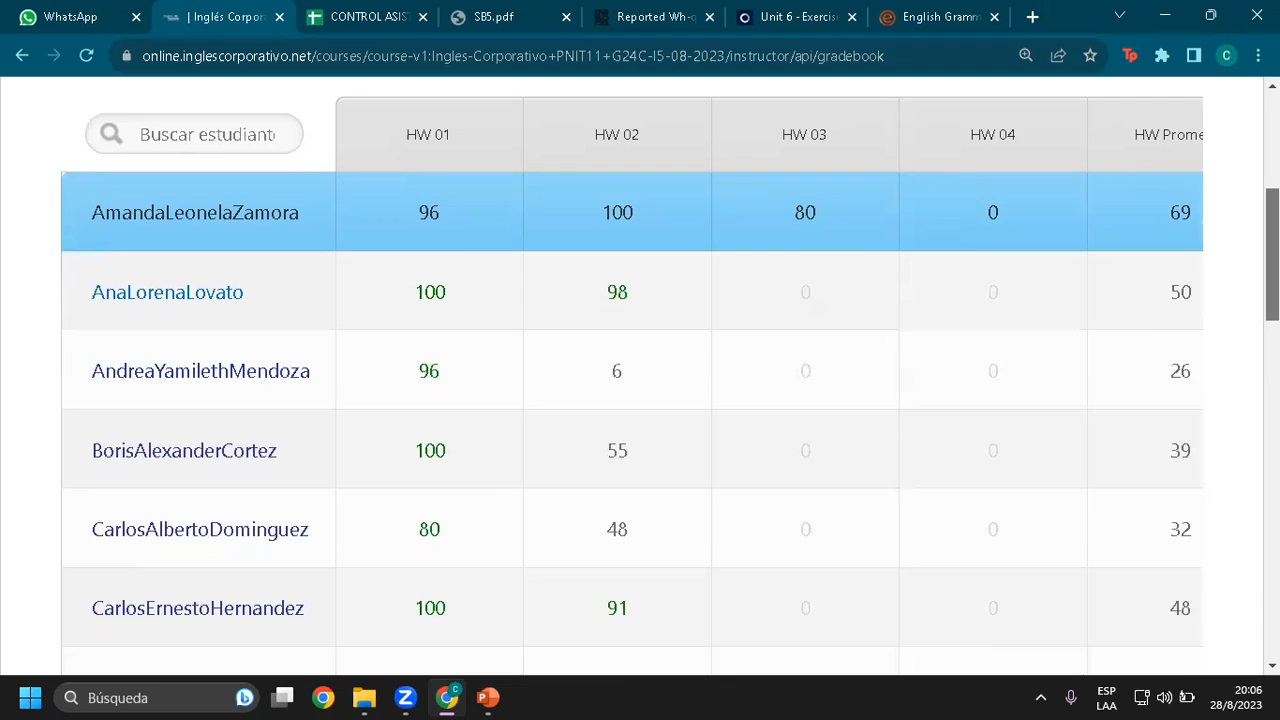 WhatsApp
| Inglés Corpor
CONTROL ASIS
SB5.pdf
Reported Wh-q
Unit 6 - Exercis
English Gramm
online.inglescorporativo.net/courses/course-v1:Ingles-Corporativo+PNIT11+G24C-I5-08-2023/instructor/api/gradebook
Tp
C
Buscar estudiant
HW 01 HW 02 HW 03 HW 04 HW Prome
AmandaLeonelaZamora 96 100 80 0 69
AnaLorenaLovato 100 98 0 0 50
AndreaYamilethMendoza 96 6 0 0 26
BorisAlexanderCortez 100 55 0 0 39
CarlosAlbertoDominguez 80 48 0 0 32
CarlosErnestoHernandez 100 91 0 0 48
Búsqueda
ESP
LAA
20:06
28/8/2023